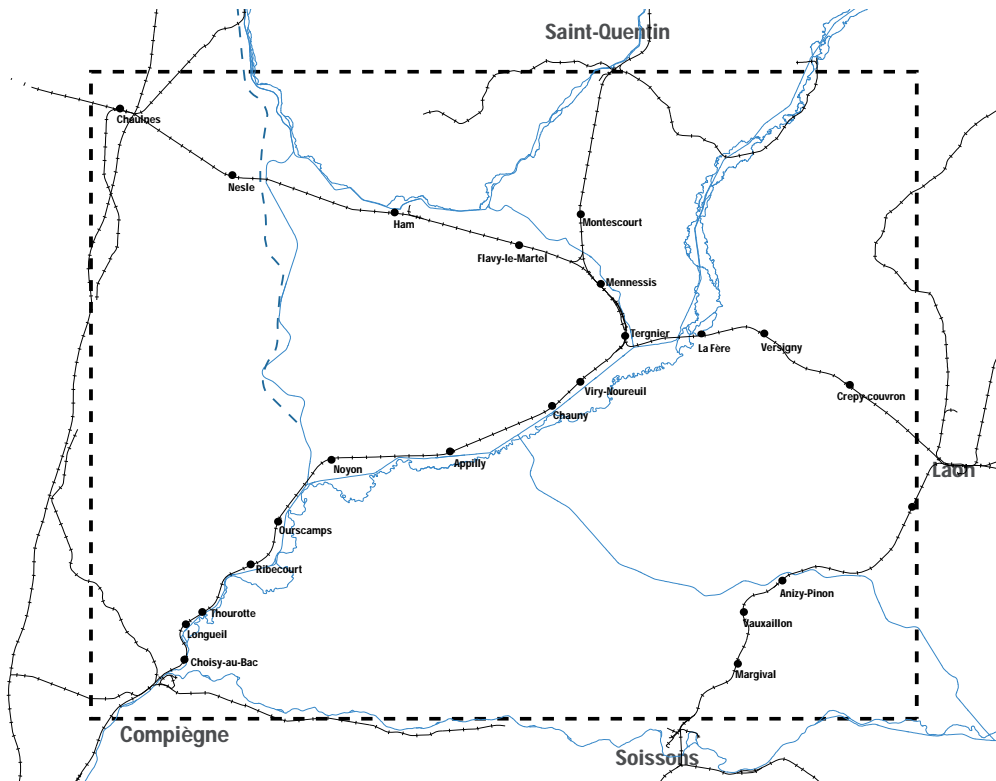 Saint-Quentin
Chaulnes
Nesle
Ham
Montescourt
Flavy-le-Martel
Mennessis
Tergnier
La Fère
Versigny
Viry-Noureuil
Crepy-couvron
Chauny
Noyon
Appilly
Laon
Ourscamps
Ribecourt
Anizy-Pinon
Thourotte
Vauxaillon
Longueil
Choisy-au-Bac
Margival
Compiègne
Soissons